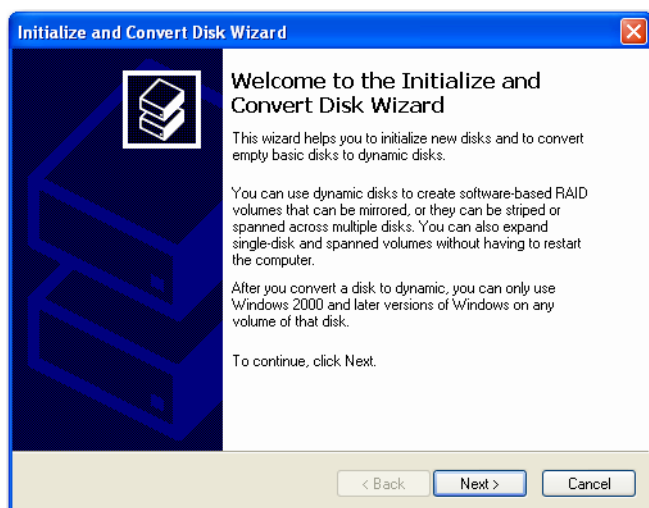 Initialize and Convert Disk Wizard
Welcome to the Initialize and
Convert Disk Wizard
This wizard helps you to initialize new disks and to convert
empty basic disks to dynamic disks.
You can use dynamic disks to create software-based RAID
volumes that can be mirrored, or they can be striped or
spanned across multiple disks. You can also expand
single-disk and spanned volumes without having to restart
the computer.
After you convert a disk to dynamic, you can only use
Windows 2000 and later versions of Windows on any
volume of that disk.
To continue, click Next.
< Back Next > Cancel